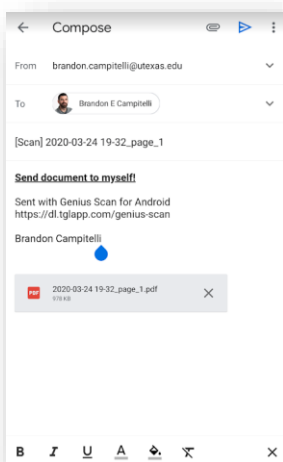 Compose
From brandon.campitelli@utexas.edu
To Brandon E Campitelli
[Scan] 2020-03-24 19-32_page_1
Send document to myself!
Sent with Genius Scan for Android
https://dl.tglapp.com/genius-scan
Brandon Campitelli
PDF 2020-03-24 19-32_page_1.pdf
978 KB
B I U A